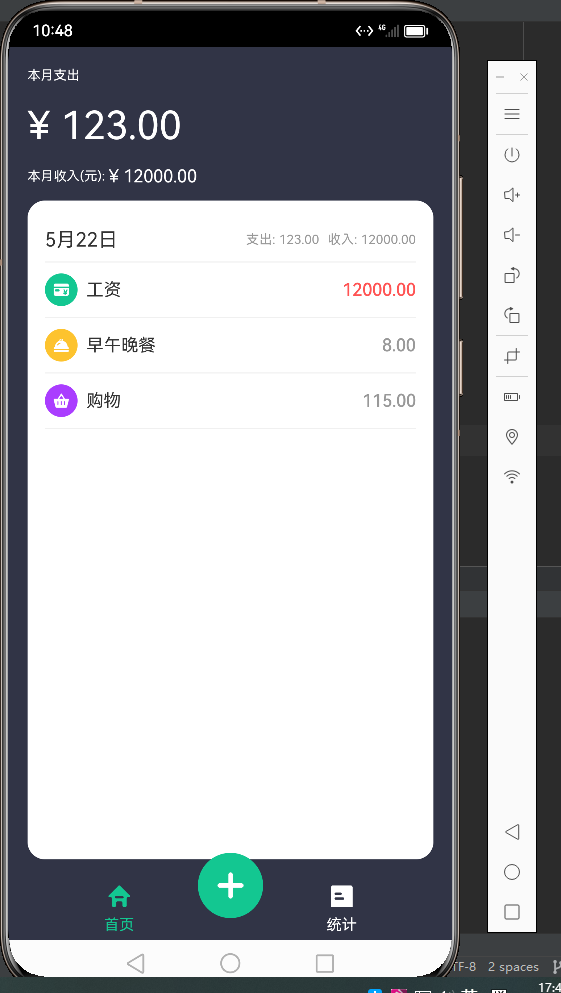 10:48
4G
本月支出
¥ 123.00
本月收入(元): ¥ 12000.00
5月22日 支出: 123.00 收入: 12000.00
工资 12000.00
早午晚餐 8.00
购物 115.00
首页 统计
TF-8 2 spaces
英
17:4